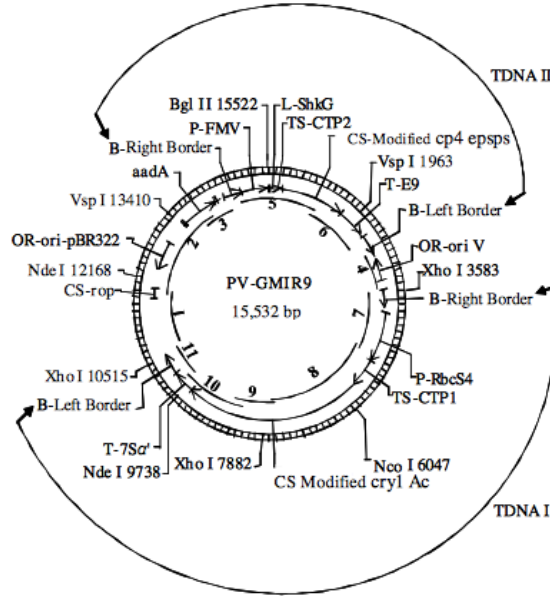 TDNA II
Bgl II 15522
L-ShkG
P-FMV
TS-CTP2
B-Right Border
CS-Modified cp4 epsps
aadA
Vsp I 1963
T-E9
Vsp I 13410
B-Left Border
OR-ori-pBR322
OR-ori V
Nde I 12168
Xho I 3583
CS-rop
B-Right Border
PV-GMIR9
15,532 bp
1
2
3
4
5
6
7
8
9
10
11
Xho I 10515
P-RbcS4
B-Left Border
TS-CTP1
T-7Sα'
Nde I 9738
Xho I 7882
Nco I 6047
CS Modified cry1 Ac
TDNA I